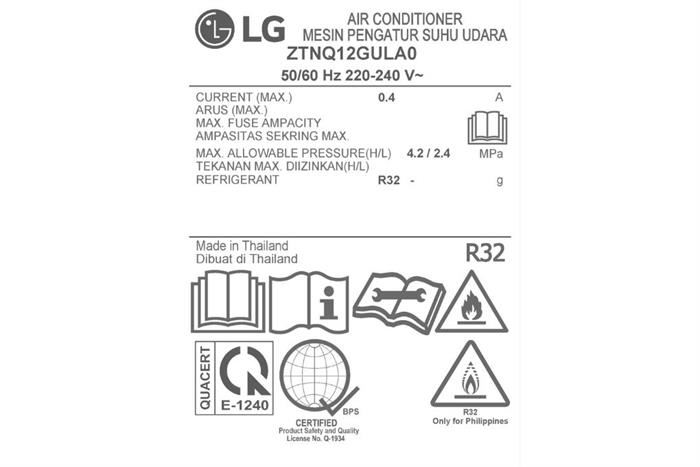 LG
AIR CONDITIONER
MESIN PENGATUR SUHU UDARA
ZTNQ12GULA0
50/60 Hz 220-240 V~
CURRENT (MAX.) 0.4 A
ARUS (MAX.)
MAX. FUSE AMPACITY
AMPASITAS SEKRING MAX.
MAX. ALLOWABLE PRESSURE(H/L) 4.2 / 2.4 MPa
TEKANAN MAX. DIIZINKAN(H/L)
REFRIGERANT R32 - g
Made in Thailand
Dibuat di Thailand
R32
QUACERT
E-1240
BPS
CERTIFIED
Product Safety and Quality
License No. Q-1934
R32
Only for Philippines